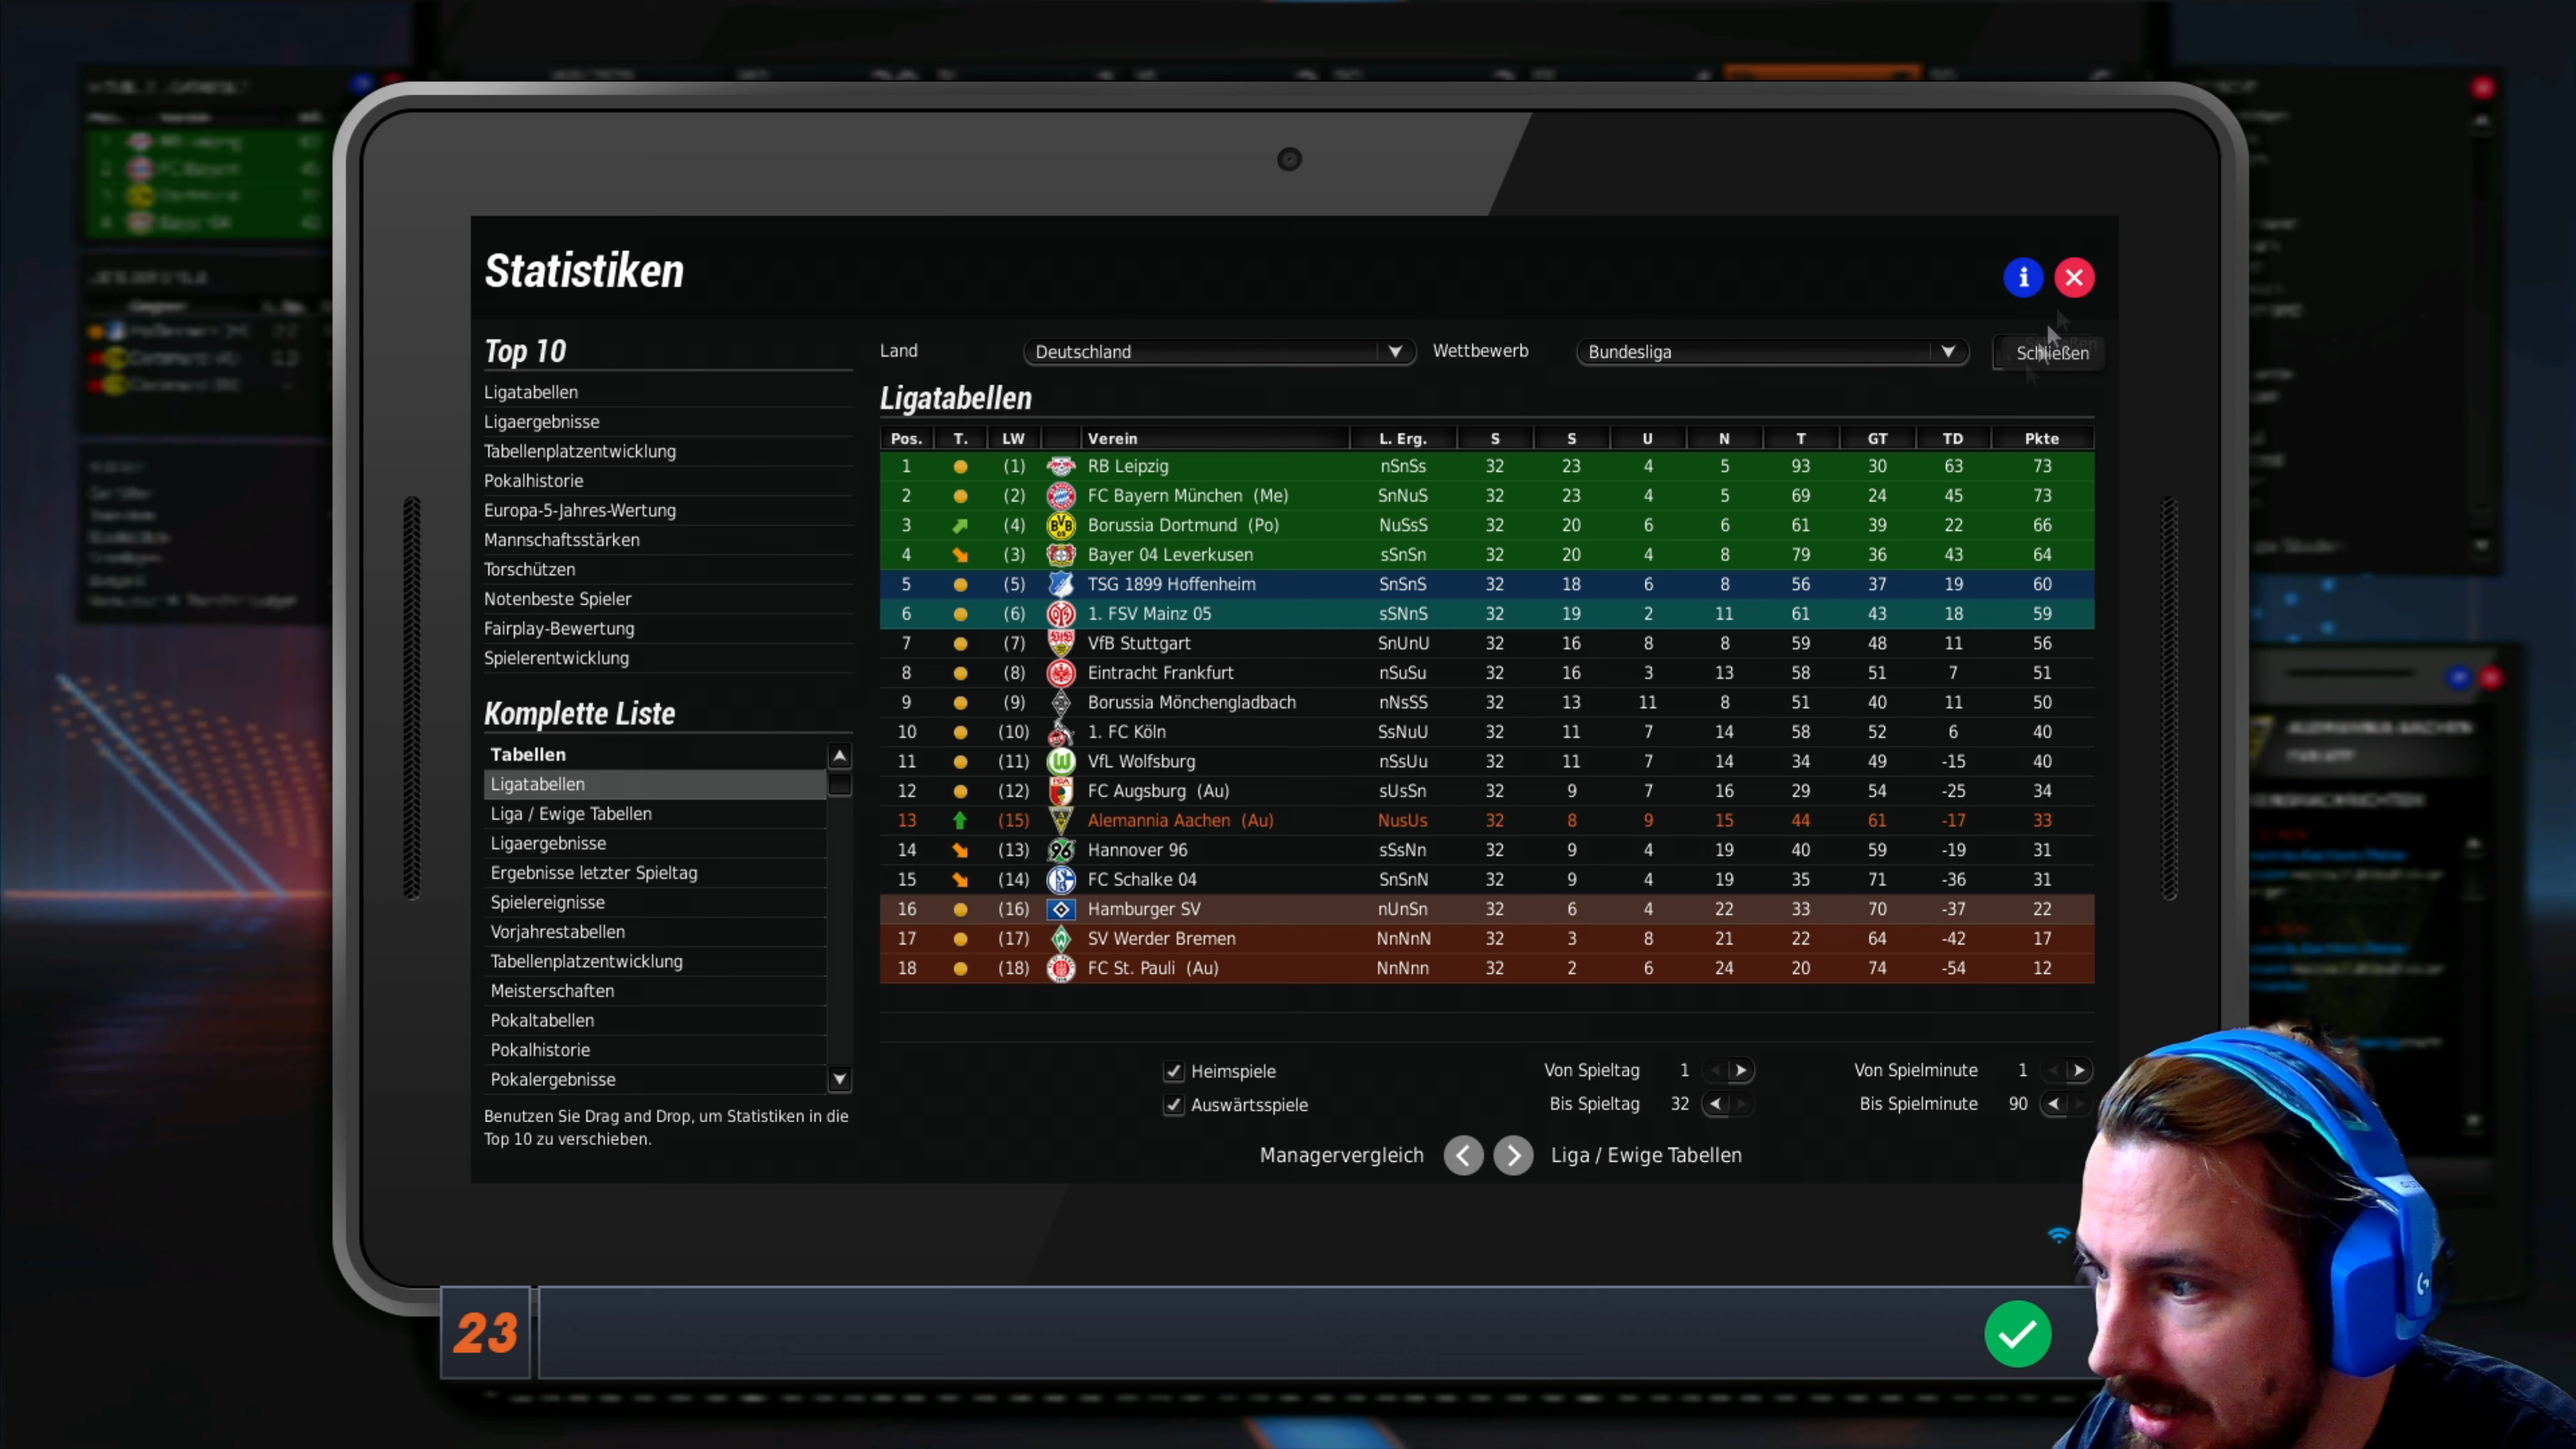 Statistiken
Top 10
Ligatabellen
Ligaergebnisse
Tabellenplatzentwicklung
Pokalhistorie
Europa-5-Jahres-Wertung
Mannschaftsstärken
Torschützen
Notenbeste Spieler
Fairplay-Bewertung
Spielerentwicklung
Komplette Liste
Tabellen
Ligatabellen
Liga / Ewige Tabellen
Ligaergebnisse
Ergebnisse letzter Spieltag
Spielereignisse
Vorjahrestabellen
Tabellenplatzentwicklung
Meisterschaften
Pokaltabellen
Pokalhistorie
Pokalergebnisse
Benutzen Sie Drag and Drop, um Statistiken in die
Top 10 zu verschieben.
Land Deutschland Wettbewerb Bundesliga Schließen
Ligatabellen
Pos. T. LW Verein L. Erg. S S U N T GT TD Pkte
1 (1) RB Leipzig nSnSs 32 23 4 5 93 30 63 73
2 (2) FC Bayern München (Me) SnNuS 32 23 4 5 69 24 45 73
3 (4) Borussia Dortmund (Po) NuSsS 32 20 6 6 61 39 22 66
4 (3) Bayer 04 Leverkusen sSnSn 32 20 4 8 79 36 43 64
5 (5) TSG 1899 Hoffenheim SnSnS 32 18 6 8 56 37 19 60
6 (6) 1. FSV Mainz 05 sSNnS 32 19 2 11 61 43 18 59
7 (7) VfB Stuttgart SnUnU 32 16 8 8 59 48 11 56
8 (8) Eintracht Frankfurt nSuSu 32 16 3 13 58 51 7 51
9 (9) Borussia Mönchengladbach nNsSS 32 13 11 8 51 40 11 50
10 (10) 1. FC Köln SsNuU 32 11 7 14 58 52 6 40
11 (11) VfL Wolfsburg nSsUu 32 11 7 14 34 49 -15 40
12 (12) FC Augsburg (Au) sUsSn 32 9 7 16 29 54 -25 34
13 (15) Alemannia Aachen (Au) NusUs 32 8 9 15 44 61 -17 33
14 (13) Hannover 96 sSsNn 32 9 4 19 40 59 -19 31
15 (14) FC Schalke 04 SnSnN 32 9 4 19 35 71 -36 31
16 (16) Hamburger SV nUnSn 32 6 4 22 33 70 -37 22
17 (17) SV Werder Bremen NnNnN 32 3 8 21 22 64 -42 17
18 (18) FC St. Pauli (Au) NnNnn 32 2 6 24 20 74 -54 12
Heimspiele Von Spieltag 1 Von Spielminute 1
Auswärtsspiele Bis Spieltag 32 Bis Spielminute 90
Managervergleich Liga / Ewige Tabellen
23